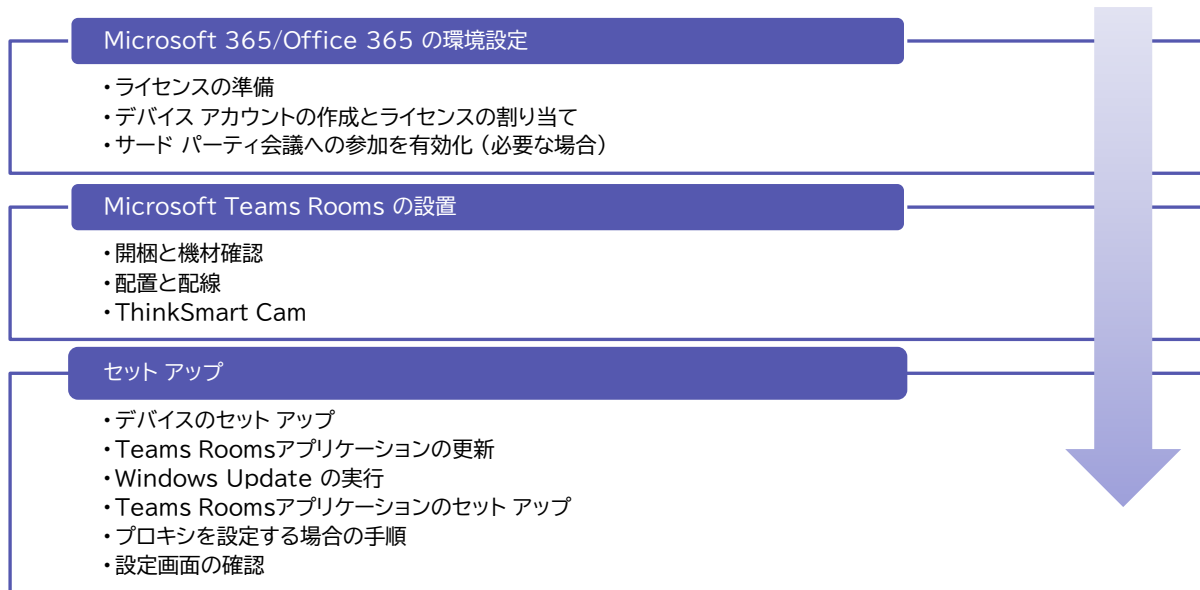 Microsoft 365/Office 365 の環境設定
・ライセンスの準備
・デバイス アカウントの作成とライセンスの割り当て
・サード パーティ会議への参加を有効化 (必要な場合)
Microsoft Teams Rooms の設置
・開梱と機材確認
・配置と配線
・ThinkSmart Cam
セット アップ
・デバイスのセット アップ
・Teams Roomsアプリケーションの更新
・Windows Update の実行
・Teams Roomsアプリケーションのセット アップ
・プロキシを設定する場合の手順
・設定画面の確認